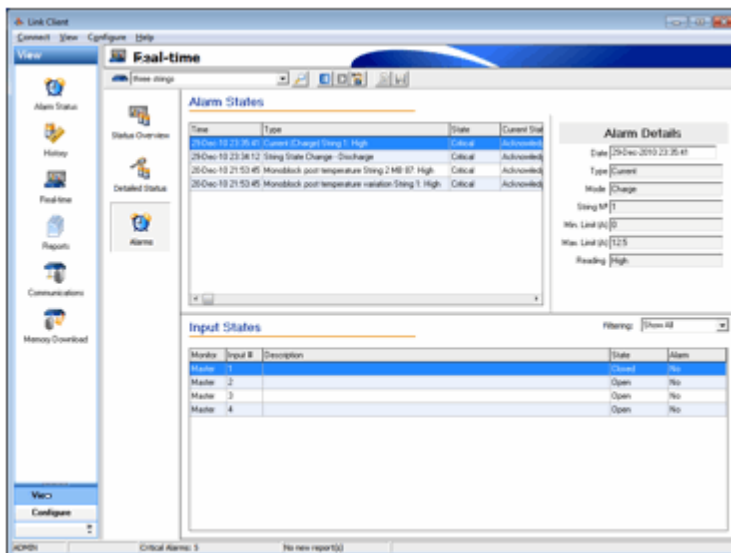 Link Client
Connect View Configure Help
View
Real-time
three strings
Alarm Status
History
Real-time
Reports
Communications
Memory Download
View
Configure
Status Overview
Detailed Status
Alarms
Alarm States
Time Type State Current Stat
29-Dec-10 23:35:41 Current (Charge) String 1: High Critical Acknowledg
29-Dec-10 23:34:12 String State Change - Discharge Critical Acknowledg
28-Dec-10 21:53:45 Monoblock post temperature String 2 MB 87: High Critical Acknowledg
28-Dec-10 21:53:45 Monoblock post temperature variation String 1: High Critical Acknowledg
Alarm Details
Date 29-Dec-2010 23:35:41
Type Current
Mode Charge
String Nº 1
Min. Limit (A) 0
Max. Limit (A) 12.5
Reading High
Input States
Filtering: Show All
Monitor Input # Description State Alarm
Master 1 Closed No
Master 2 Open No
Master 3 Open No
Master 4 Open No
ADMIN Critical Alarms: 5 No new report(s)